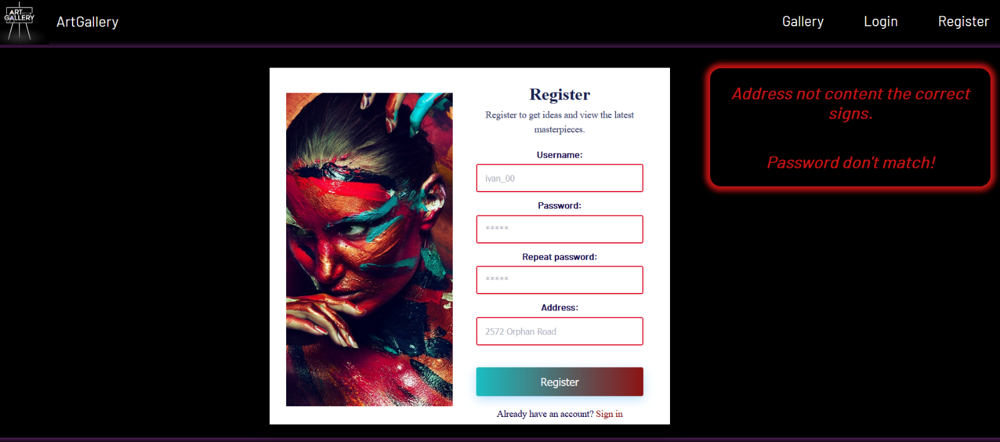 ART
GALLERY
ArtGallery
Gallery
Login
Register
Register
Register to get ideas and view the latest
masterpieces.
Username:
ivan_00
Password:
*****
Repeat password:
*****
Address:
2572 Orphan Road
Register
Already have an account? Sign in
Address not content the correct
signs.
Password don't match!